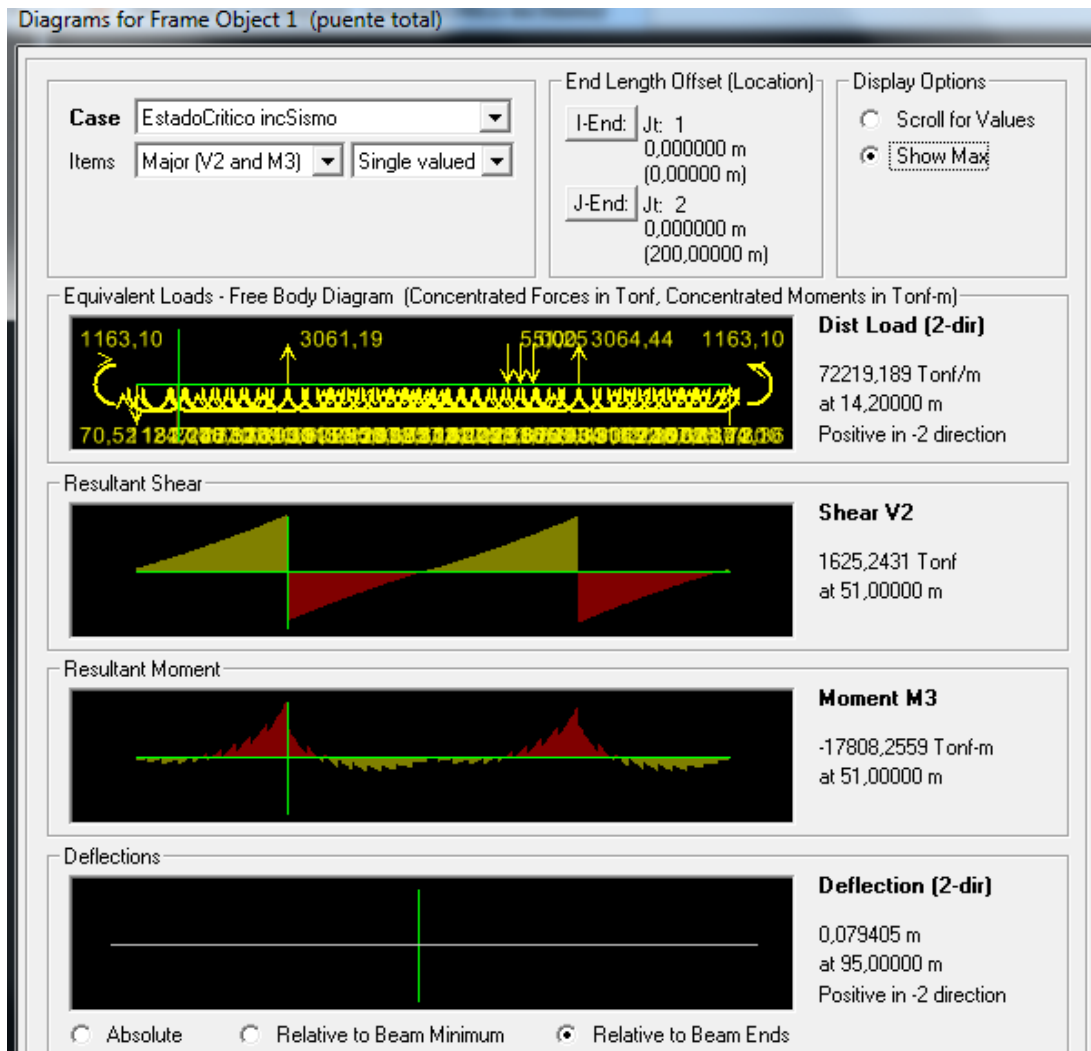 Diagrams for Frame Object 1 (puente total)
End Length Offset (Location)
Display Options
Case EstadoCritico incSismo
Items Major (V2 and M3) Single valued
I-End: Jt: 1
0,000000 m
(0,00000 m)
J-End: Jt: 2
0,000000 m
(200,00000 m)
Scroll for Values
Show Max
Equivalent Loads - Free Body Diagram (Concentrated Forces in Tonf, Concentrated Moments in Tonf-m)
1163,10 3061,19 3064,44 1163,10
70,52
Dist Load (2-dir)
72219,189 Tonf/m
at 14,20000 m
Positive in -2 direction
Resultant Shear
Shear V2
1625,2431 Tonf
at 51,00000 m
Resultant Moment
Moment M3
-17808,2559 Tonf-m
at 51,00000 m
Deflections
Deflection (2-dir)
0,079405 m
at 95,00000 m
Positive in -2 direction
Absolute Relative to Beam Minimum Relative to Beam Ends